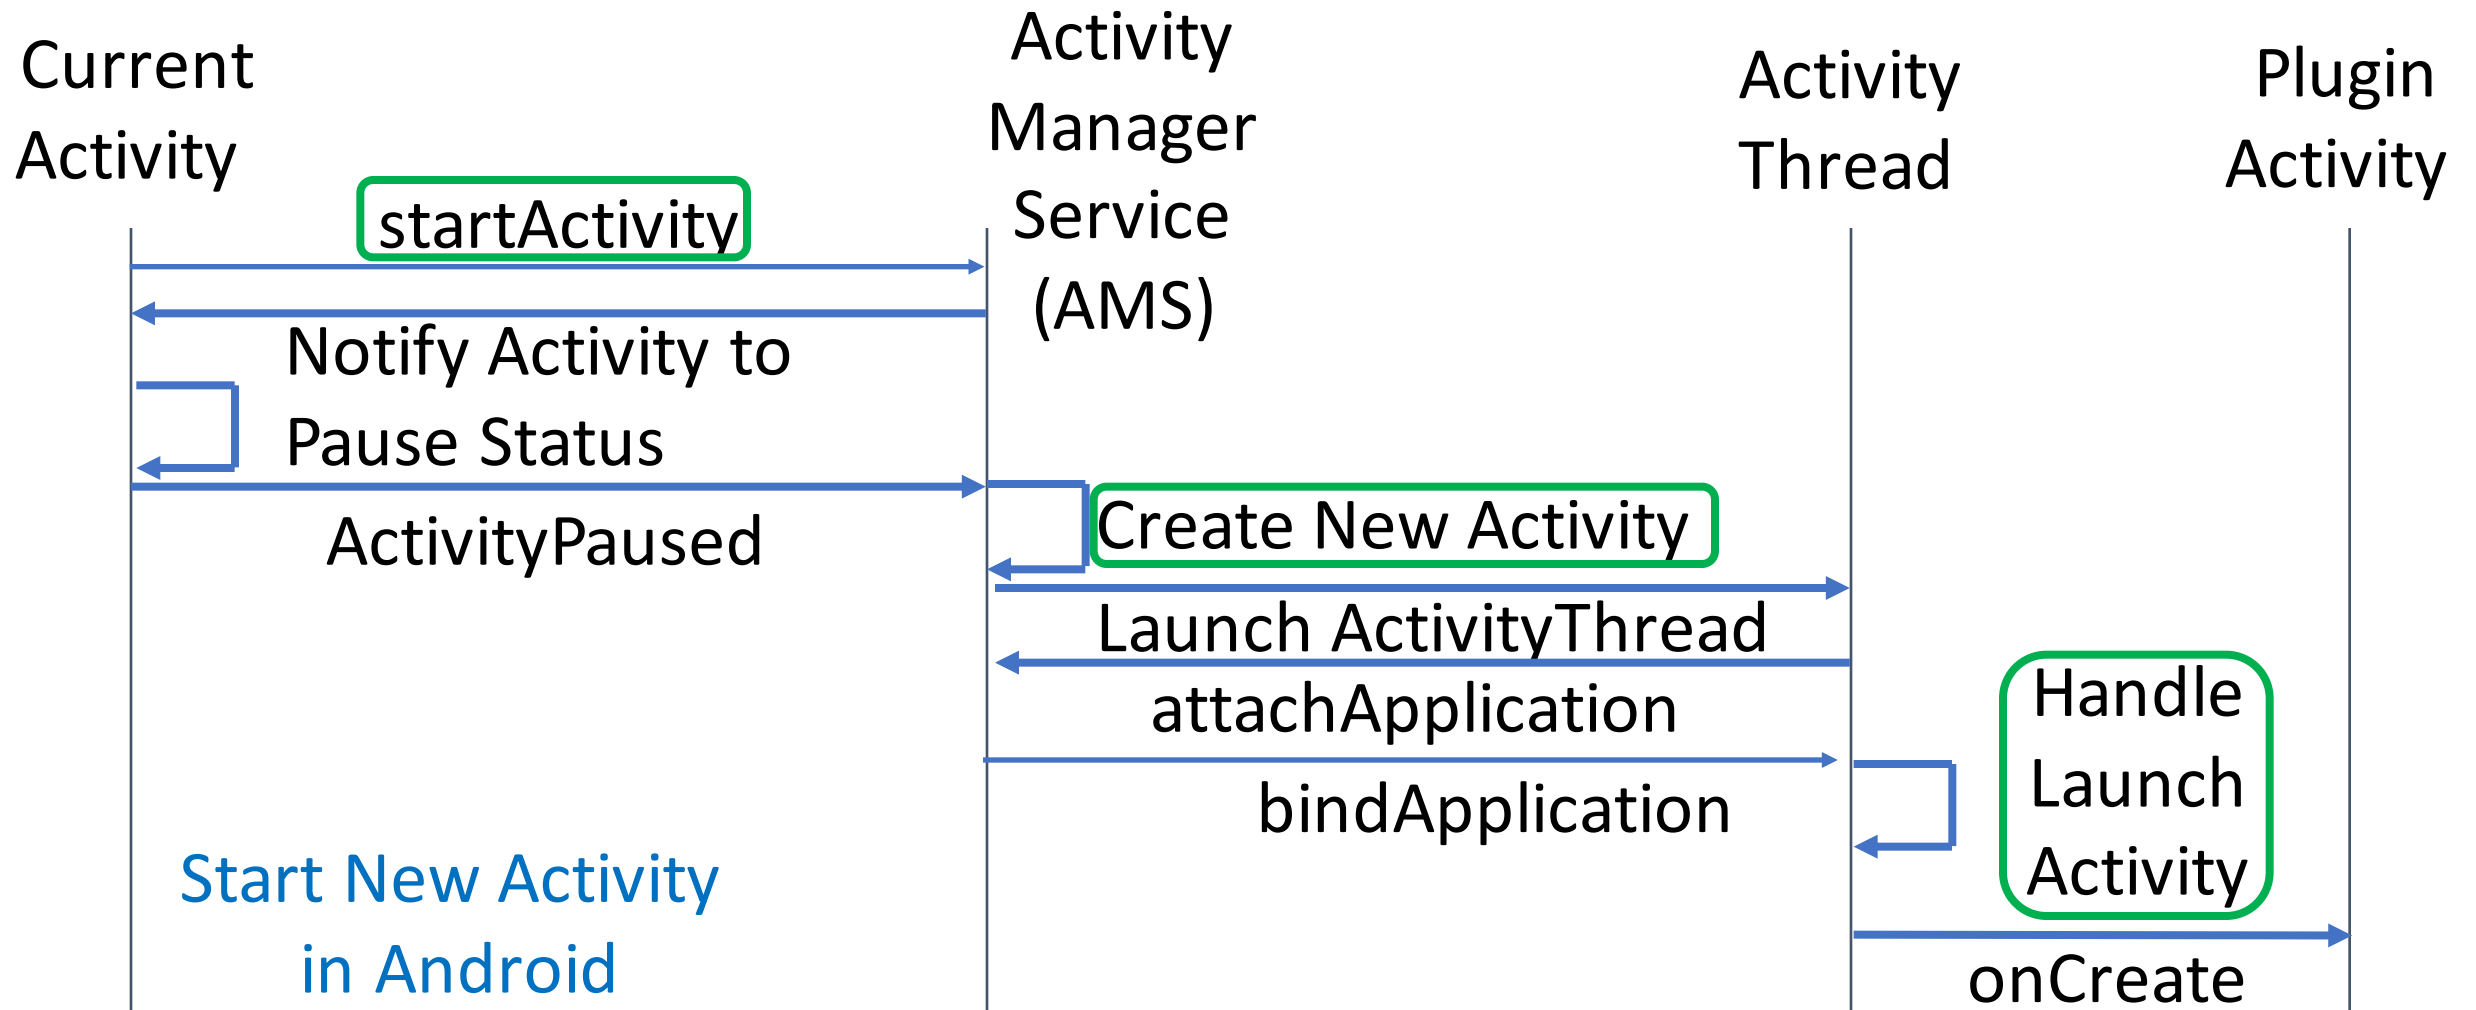 Current
Activity
Activity
Manager
Service
(AMS)
Activity
Thread
Plugin
Activity
startActivity
Notify Activity to
Pause Status
ActivityPaused
Create New Activity
Launch ActivityThread
attachApplication
bindApplication
Handle
Launch
Activity
onCreate
Start New Activity
in Android